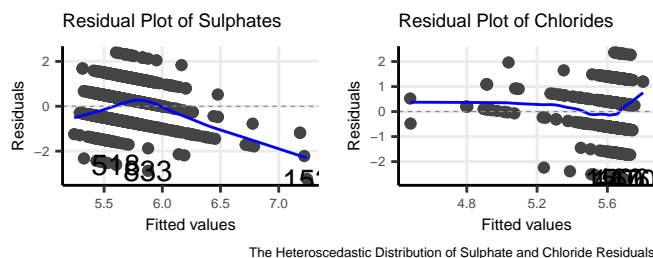 Residual Plot of Sulphates
Residuals
2
0
−2
518
833
5.5
6.0
6.5
7.0
Fitted values
Residual Plot of Chlorides
Residuals
2
1
0
−1
−2
4.8
5.2
5.6
Fitted values
The Heteroscedastic Distribution of Sulphate and Chloride Residuals